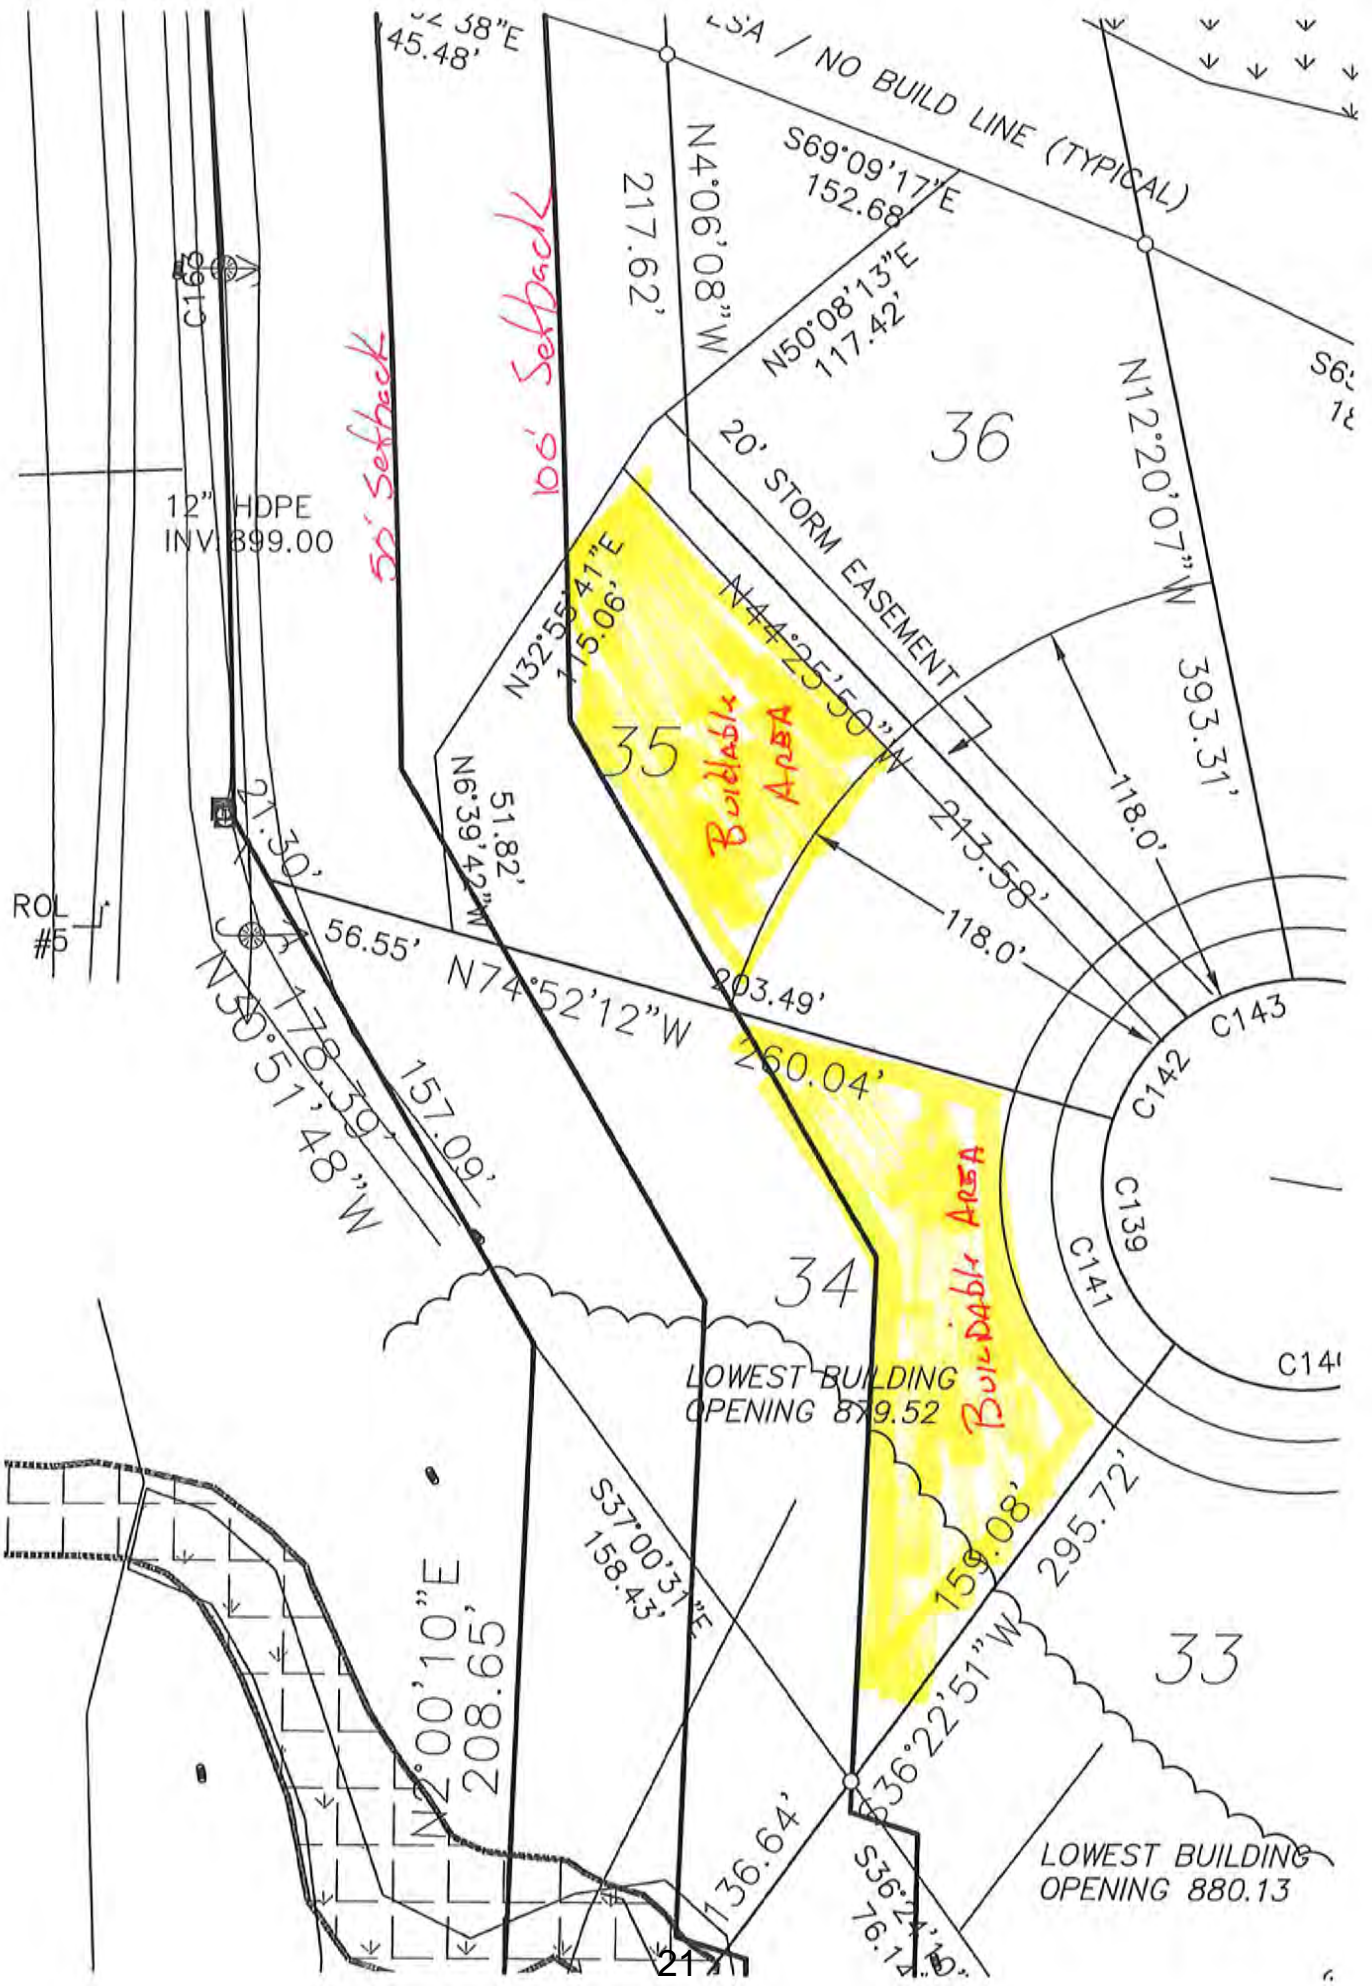 38"E
45.48'
ESA / NO BUILD LINE (TYPICAL)
S69°09'17"E
152.68'
N4°06'08"W
217.62'
N50°08'13"E
117.42'
100' Setback
50' Setback
C163
36
20' STORM EASEMENT
N12°20'07"W
393.31'
12" HDPE
INV. 899.00
N32°55'41"E
115.06'
N44°25'50"W
213.58'
35
Buildable
AREA
118.0'
118.0'
N6°39'42"W
51.82'
21.30'
ROL
#5
56.55'
N74°52'12"W
203.49'
260.04'
C143
C142
C139
C141
N30°51'48"W
178.39'
157.09'
34
BUILDABLE AREA
LOWEST BUILDING
OPENING 879.52
S37°00'31"E
158.43'
159.08'
295.72'
S36°22'51"W
33
N2°00'10"E
208.65'
136.64'
S36°24'10"
76.14
LOWEST BUILDING
OPENING 880.13
21